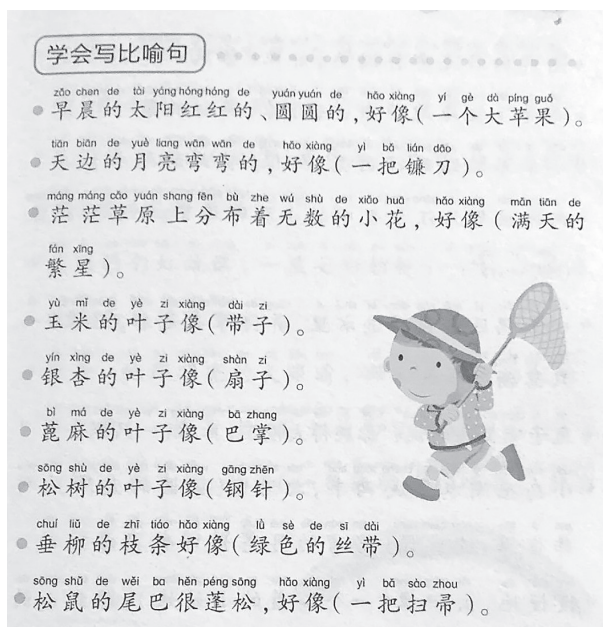 学会写比喻句
zǎo chen de tài yáng hóng hóng de yuán yuán de hǎo xiàng yí gè dà píng guǒ
早晨的太阳红红的、圆圆的,好像(一个大苹果)。
tiān biān de yuè liang wān wān de hǎo xiàng yì bǎ lián dāo
天边的月亮弯弯的,好像(一把镰刀)。
máng máng cǎo yuán shang fēn bù zhe wú shù de xiǎo huā hǎo xiàng mǎn tiān de
茫茫草原上分布着无数的小花,好像(满天的
fán xīng
繁星)。
yù mǐ de yè zi xiàng dài zi
玉米的叶子像(带子)。
yín xìng de yè zi xiàng shàn zi
银杏的叶子像(扇子)。
bì má de yè zi xiàng bā zhang
蓖麻的叶子像(巴掌)。
sōng shù de yè zi xiàng gāng zhēn
松树的叶子像(钢针)。
chuí liǔ de zhī tiáo hǎo xiàng lǜ sè de sī dài
垂柳的枝条好像(绿色的丝带)。
sōng shǔ de wěi ba hěn péng sōng hǎo xiàng yì bǎ sào zhou
松鼠的尾巴很蓬松,好像(一把扫帚)。